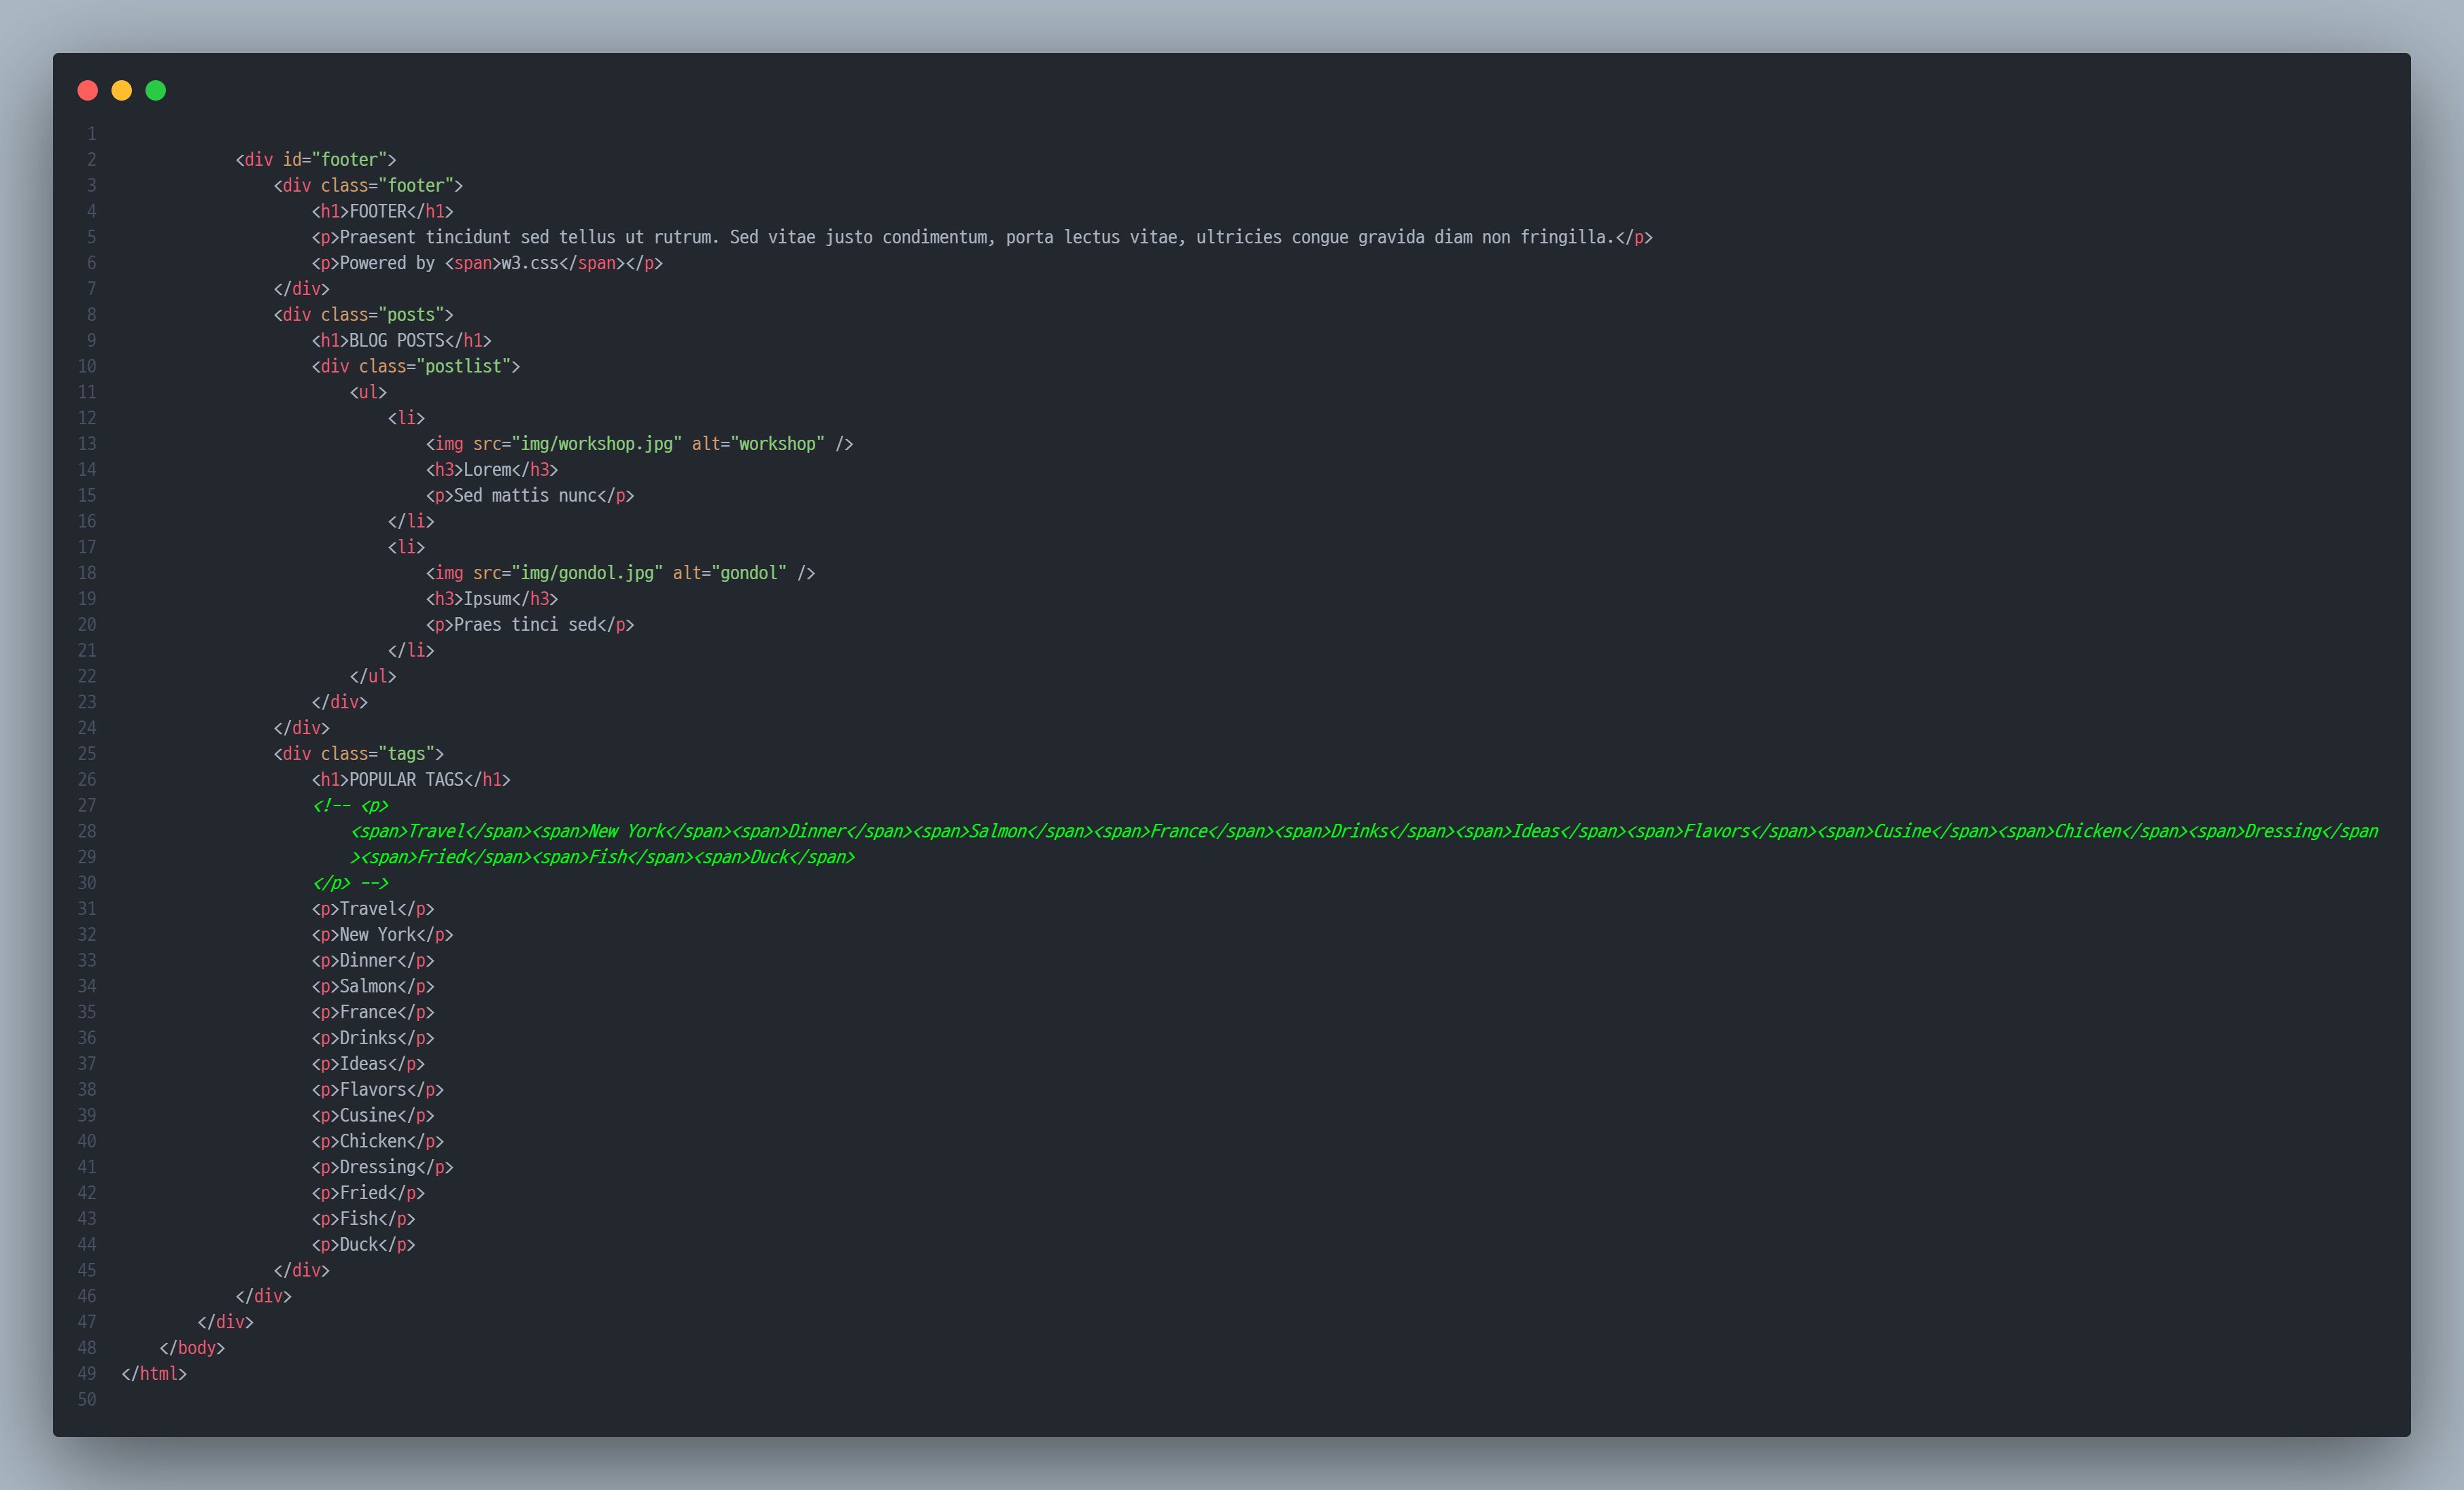 1
2             <div id="footer">
3                 <div class="footer">
4                     <h1>FOOTER</h1>
5                     <p>Praesent tincidunt sed tellus ut rutrum. Sed vitae justo condimentum, porta lectus vitae, ultricies congue gravida diam non fringilla.</p>
6                     <p>Powered by <span>w3.css</span></p>
7                 </div>
8                 <div class="posts">
9                     <h1>BLOG POSTS</h1>
10                     <div class="postlist">
11                         <ul>
12                             <li>
13                                 <img src="img/workshop.jpg" alt="workshop" />
14                                 <h3>Lorem</h3>
15                                 <p>Sed mattis nunc</p>
16                             </li>
17                             <li>
18                                 <img src="img/gondol.jpg" alt="gondol" />
19                                 <h3>Ipsum</h3>
20                                 <p>Praes tinci sed</p>
21                             </li>
22                         </ul>
23                     </div>
24                 </div>
25                 <div class="tags">
26                     <h1>POPULAR TAGS</h1>
27                     <!-- <p>
28                         <span>Travel</span><span>New York</span><span>Dinner</span><span>Salmon</span><span>France</span><span>Drinks</span><span>Ideas</span><span>Flavors</span><span>Cusine</span><span>Chicken</span><span>Dressing</span
29                         ><span>Fried</span><span>Fish</span><span>Duck</span>
30                     </p> -->
31                     <p>Travel</p>
32                     <p>New York</p>
33                     <p>Dinner</p>
34                     <p>Salmon</p>
35                     <p>France</p>
36                     <p>Drinks</p>
37                     <p>Ideas</p>
38                     <p>Flavors</p>
39                     <p>Cusine</p>
40                     <p>Chicken</p>
41                     <p>Dressing</p>
42                     <p>Fried</p>
43                     <p>Fish</p>
44                     <p>Duck</p>
45                 </div>
46             </div>
47         </div>
48     </body>
49 </html>
50